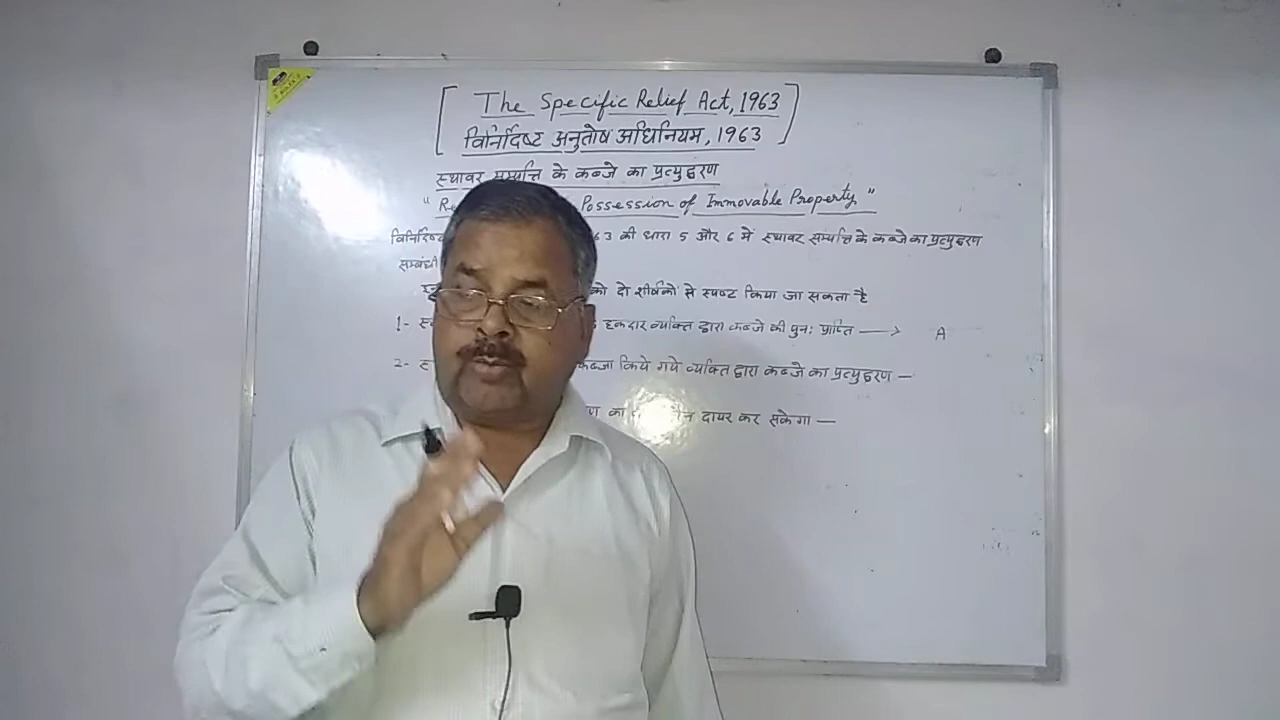 [ The Specific Relief Act, 1963
विनिर्दिष्ट अनुतोष अधिनियम, 1963 ]
स्थावर सम्पत्ति के कब्जे का प्रत्युद्धरण
" Possession of Immovable Property "
63 की धारा 5 और 6 में स्थावर सम्पत्ति के कब्जे का प्रत्युद्धरण
सम्बंधी
को दो शीर्षकों से स्पष्ट किया जा सकता है
1- हकदार व्यक्ति द्वारा कब्जे की पुनः प्राप्ति —> A
2- कब्जा किये गये व्यक्ति द्वारा कब्जे का प्रत्युद्धरण —
का दायर कर सकेगा —